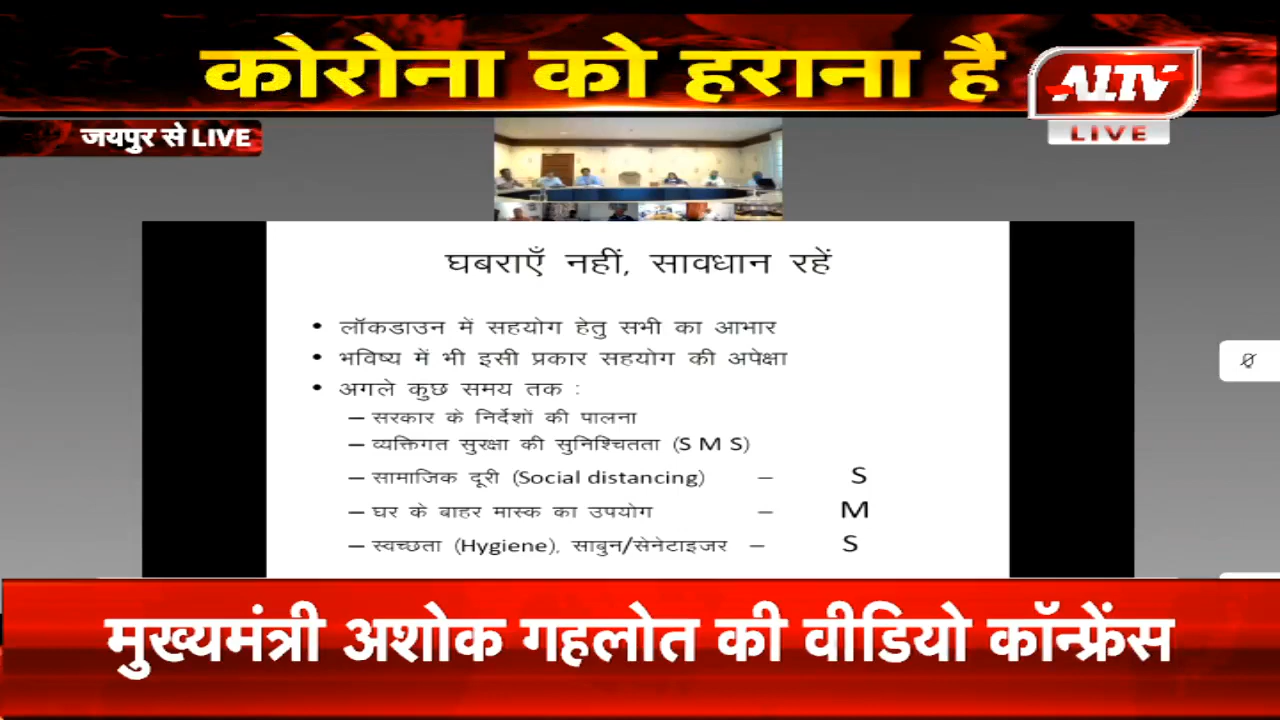 कोरोना को हराना है
ALTV
LIVE
जयपुर से LIVE
घबराएँ नहीं, सावधान रहें
• लॉकडाउन में सहयोग हेतु सभी का आभार
• भविष्य में भी इसी प्रकार सहयोग की अपेक्षा
• अगले कुछ समय तक :
– सरकार के निर्देशों की पालना
– व्यक्तिगत सुरक्षा की सुनिश्चितता (S M S)
– सामाजिक दूरी (Social distancing) – S
– घर के बाहर मास्क का उपयोग – M
– स्वच्छता (Hygiene), साबुन/सेनेटाइजर – S
मुख्यमंत्री अशोक गहलोत की वीडियो कॉन्फ्रेंस